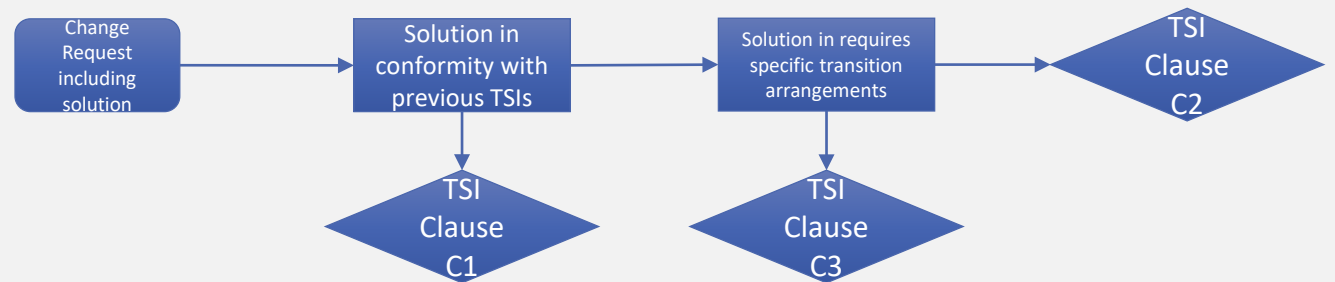 Change
Request
including
solution
Solution in
conformity with
previous TSIs
Solution in requires
specific transition
arrangements
TSI
Clause
C2
TSI
Clause
C1
TSI
Clause
C3